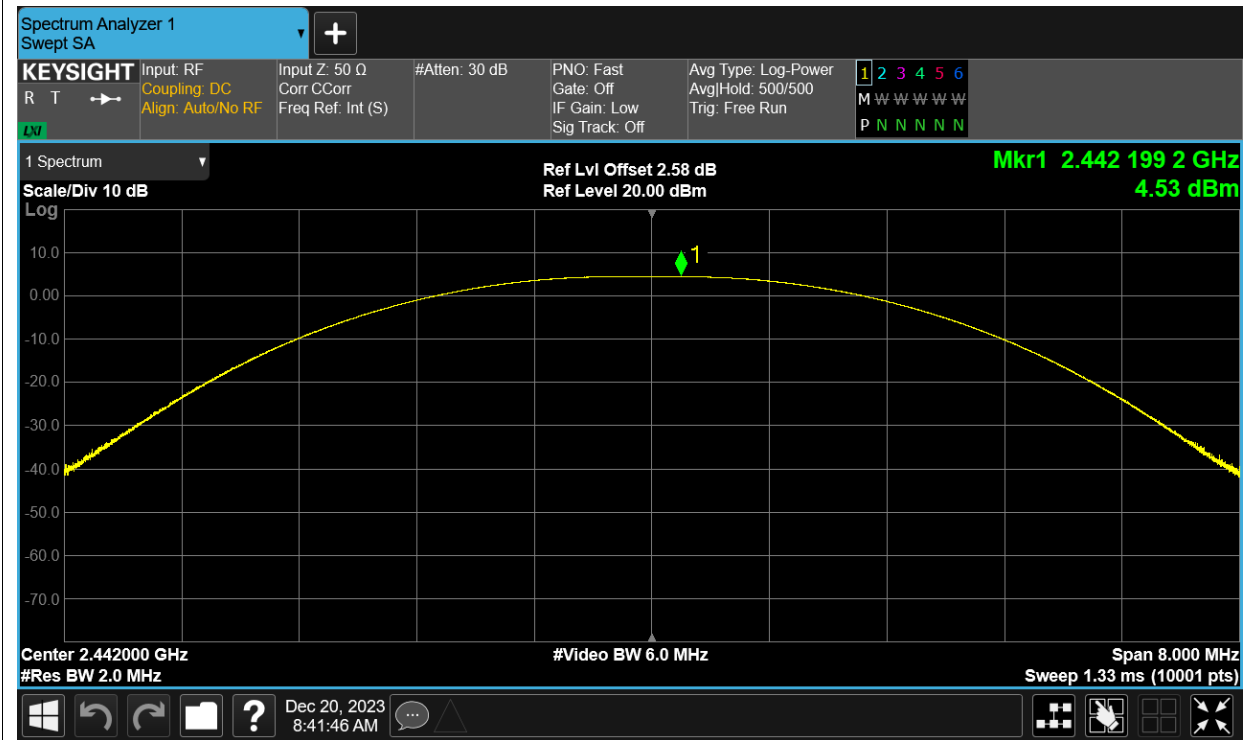 Spectrum Analyzer 1
Swept SA
+
KEYSIGHT
R T
LXI
Input: RF
Coupling: DC
Align: Auto/No RF
Input Z: 50 Ω
Corr CCorr
Freq Ref: Int (S)
#Atten: 30 dB
PNO: Fast
Gate: Off
IF Gain: Low
Sig Track: Off
Avg Type: Log-Power
Avg|Hold: 500/500
Trig: Free Run
1 2 3 4 5 6
M W W W W W
P N N N N N
1 Spectrum
Scale/Div 10 dB
Ref Lvl Offset 2.58 dB
Ref Level 20.00 dBm
Mkr1 2.442 199 2 GHz
4.53 dBm
Log
1
10.0
0.00
-10.0
-20.0
-30.0
-40.0
-50.0
-60.0
-70.0
Center 2.442000 GHz
#Video BW 6.0 MHz
Span 8.000 MHz
#Res BW 2.0 MHz
Sweep 1.33 ms (10001 pts)
?
Dec 20, 2023
8:41:46 AM